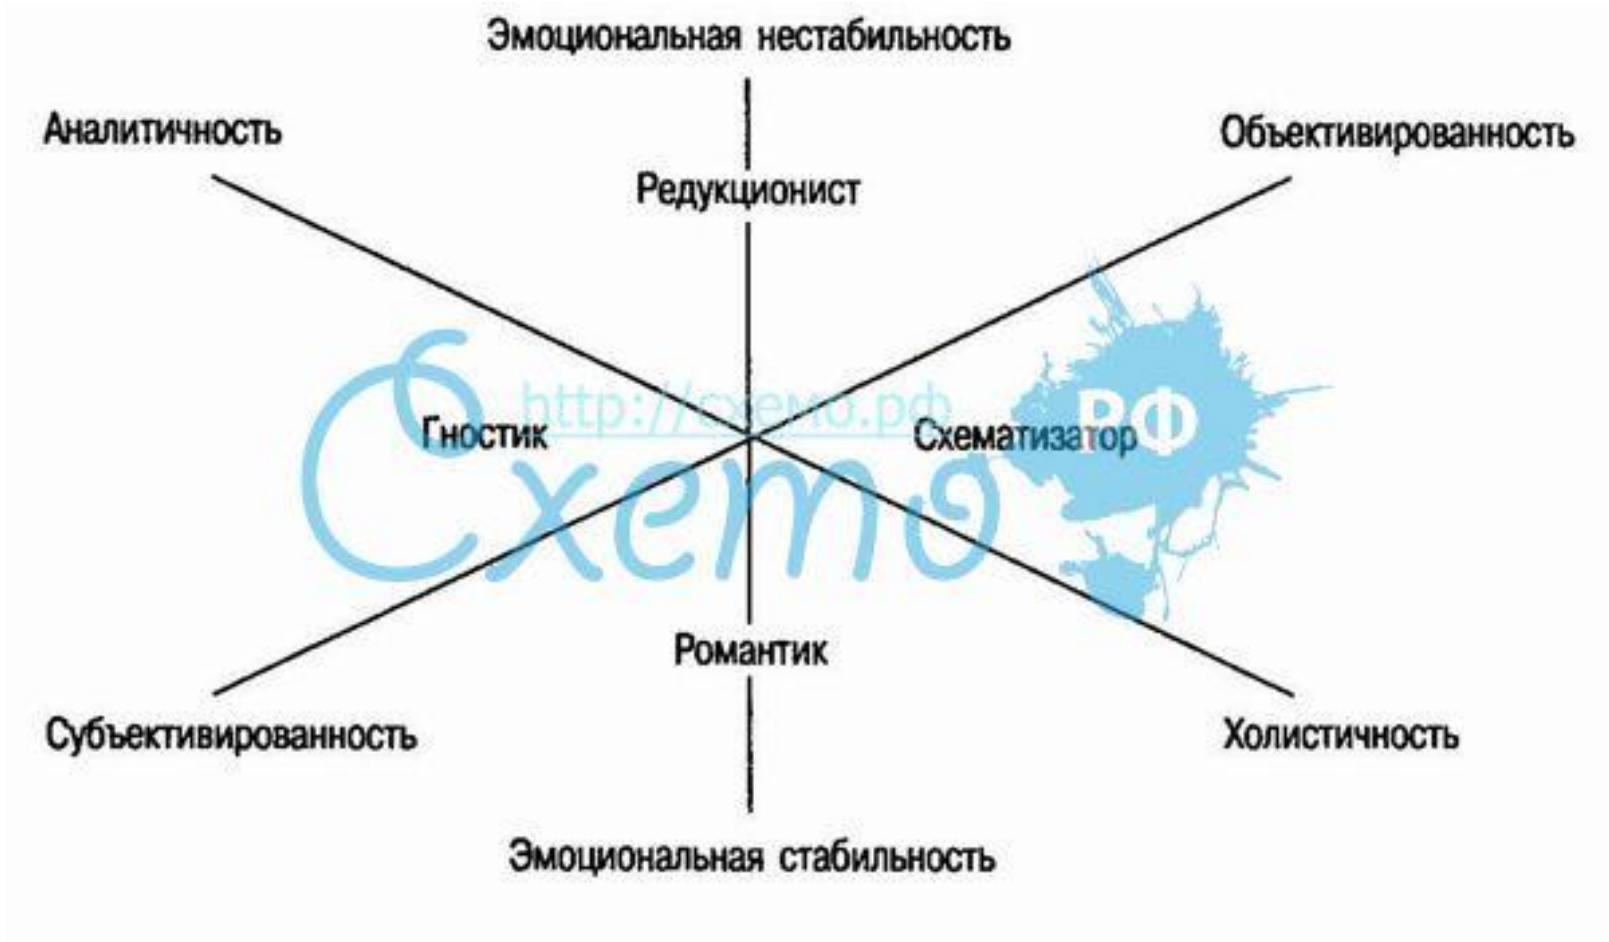 Эмоциональная нестабильность
Аналитичность
Объективированность
Редукционист
http://схемо.рф
Гностик
Схематизатор
РФ
Схемо
Романтик
Субъективированность
Холистичность
Эмоциональная стабильность